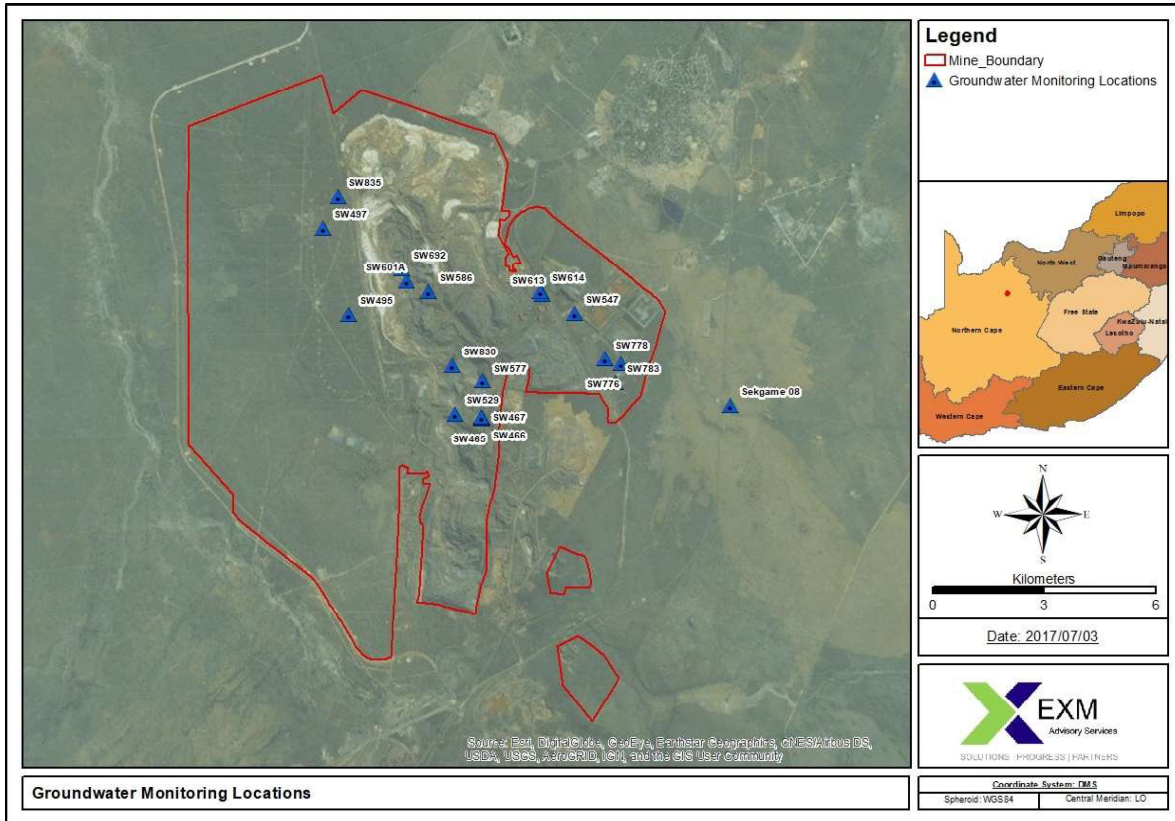 Legend
Mine_Boundary
Groundwater Monitoring Locations
SW835
SW497
SW692
SW601A
SW586
SW613
SW614
SW495
SW547
SW830
SW778
SW577
SW783
SW776
Sekgame 08
SW529
SW467
SW465
SW466
Source: Esri, DigitalGlobe, GeoEye, Earthstar Geographics, CNES/Airbus DS,
USDA, USGS, AeroGRID, IGN, and the GIS User Community
Limpopo
North West
Gauteng
Mpumalanga
Free State
KwaZulu-Natal
Lesotho
Northern Cape
Eastern Cape
Western Cape
N
W
E
S
Kilometers
0 3 6
Date: 2017/07/03
EXM
Advisory Services
SOLUTIONS | PROGRESS | PARTNERS
Groundwater Monitoring Locations
Coordinate System: DMS
Spheroid: WGS84
Central Meridian: LO